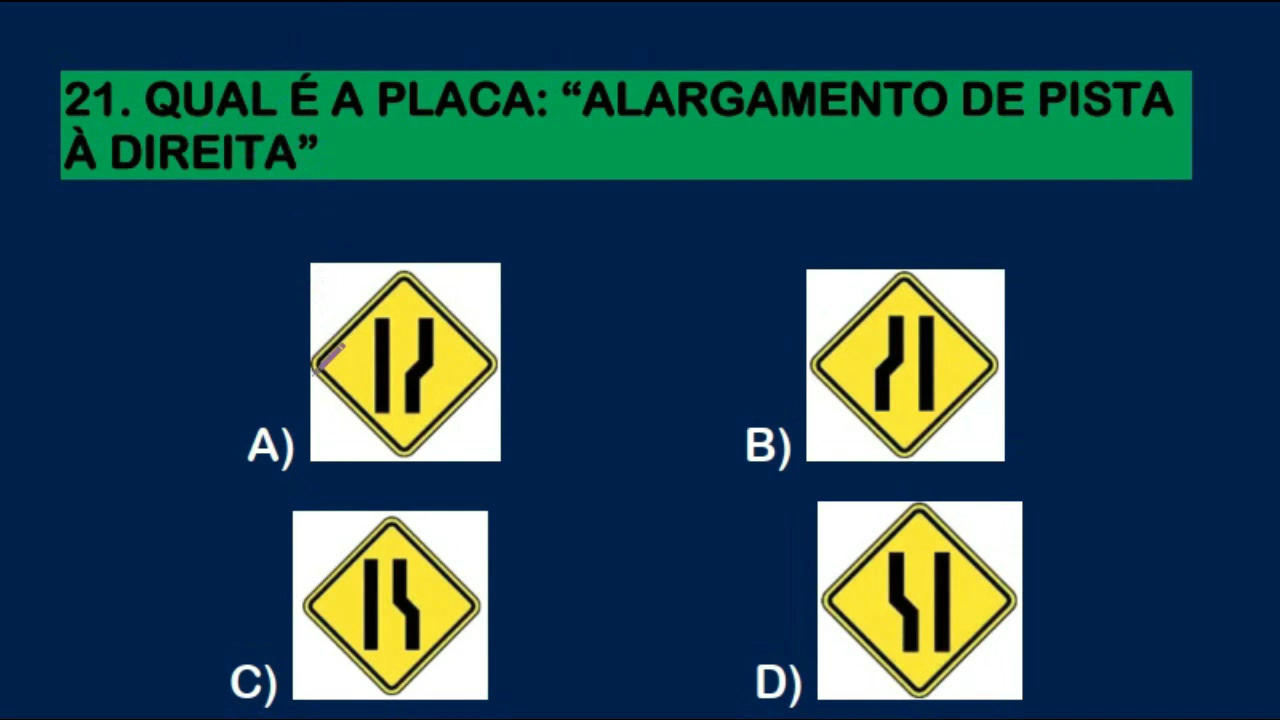 21. QUAL É A PLACA: “ALARGAMENTO DE PISTA
À DIREITA”
A)
B)
C)
D)